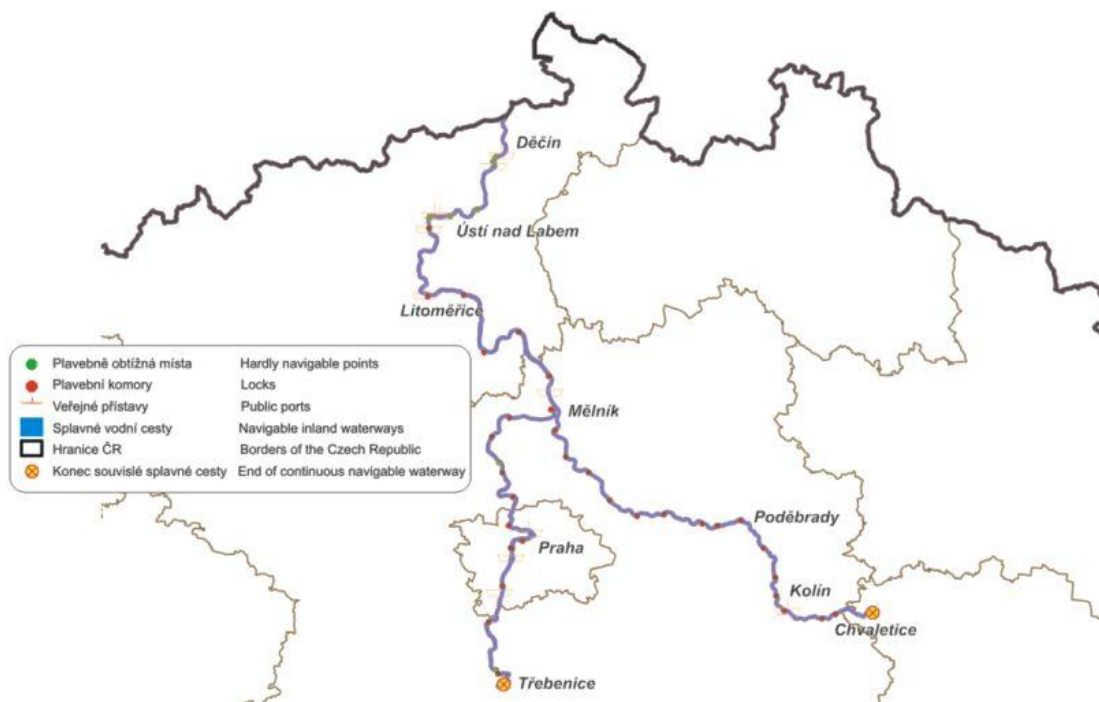 Děčín
Ústí nad Labem
Litoměřice
Plavebně obtížná místa Hardly navigable points
Plavební komory Locks
Veřejné přístavy Public ports
Splavné vodní cesty Navigable inland waterways
Hranice ČR Borders of the Czech Republic
Konec souvislé splavné cesty End of continuous navigable waterway
Mělník
Poděbrady
Praha
Kolín
Chvaletice
Třebenice